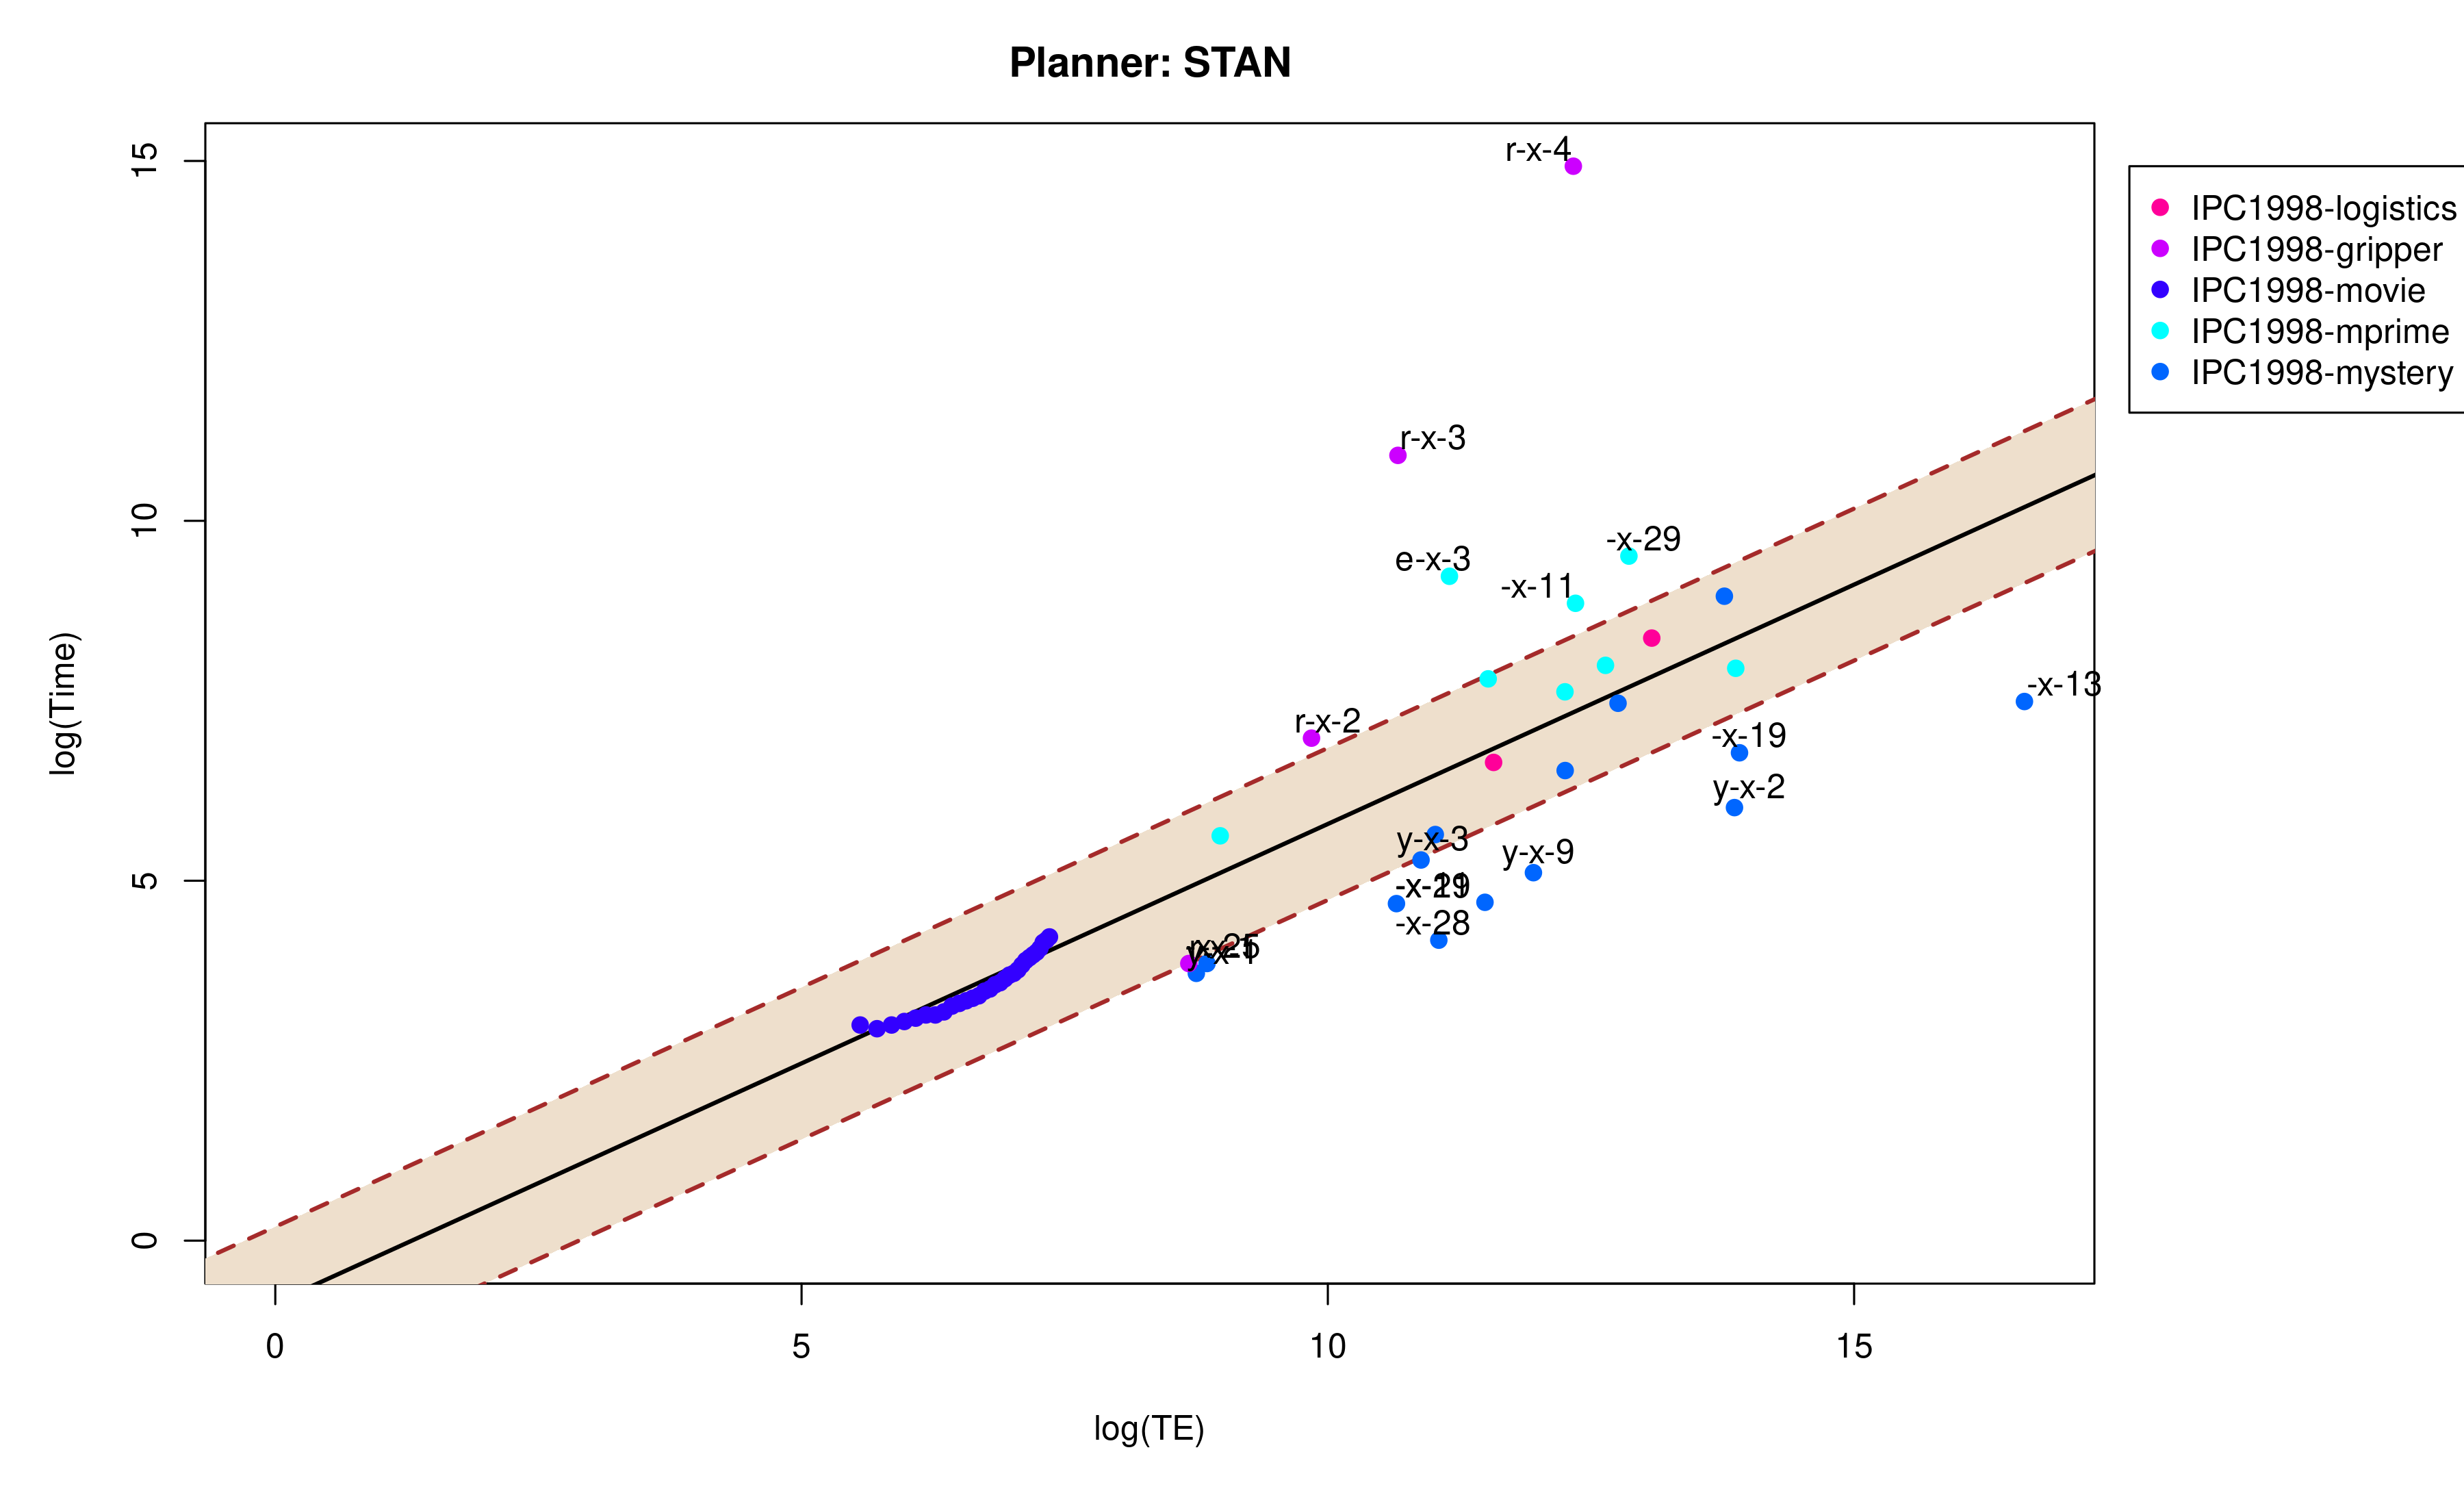 Planner: STAN
15
10
5
0
log(Time)
r-x-4
r-x-3
-x-29
e-x-3
-x-11
r-x-2
-x-13
-x-19
y-x-2
y-x-3
y-x-9
-x-28
0
5
10
15
log(TE)
IPC1998-logistics
IPC1998-gripper
IPC1998-movie
IPC1998-mprime
IPC1998-mystery